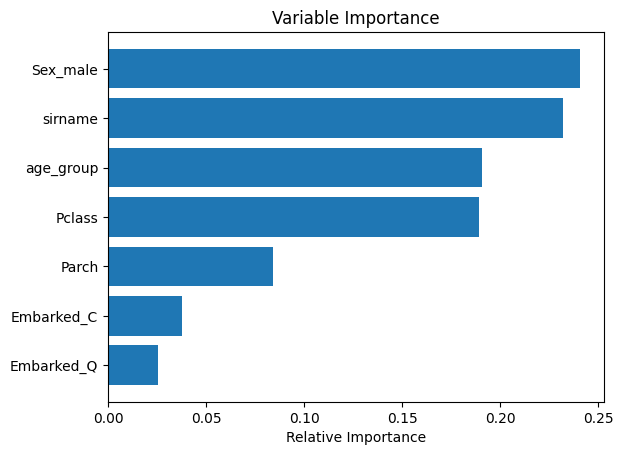 Variable Importance
Sex_male
sirname
age_group
Pclass
Parch
Embarked_C
Embarked_Q
0.00 0.05 0.10 0.15 0.20 0.25
Relative Importance